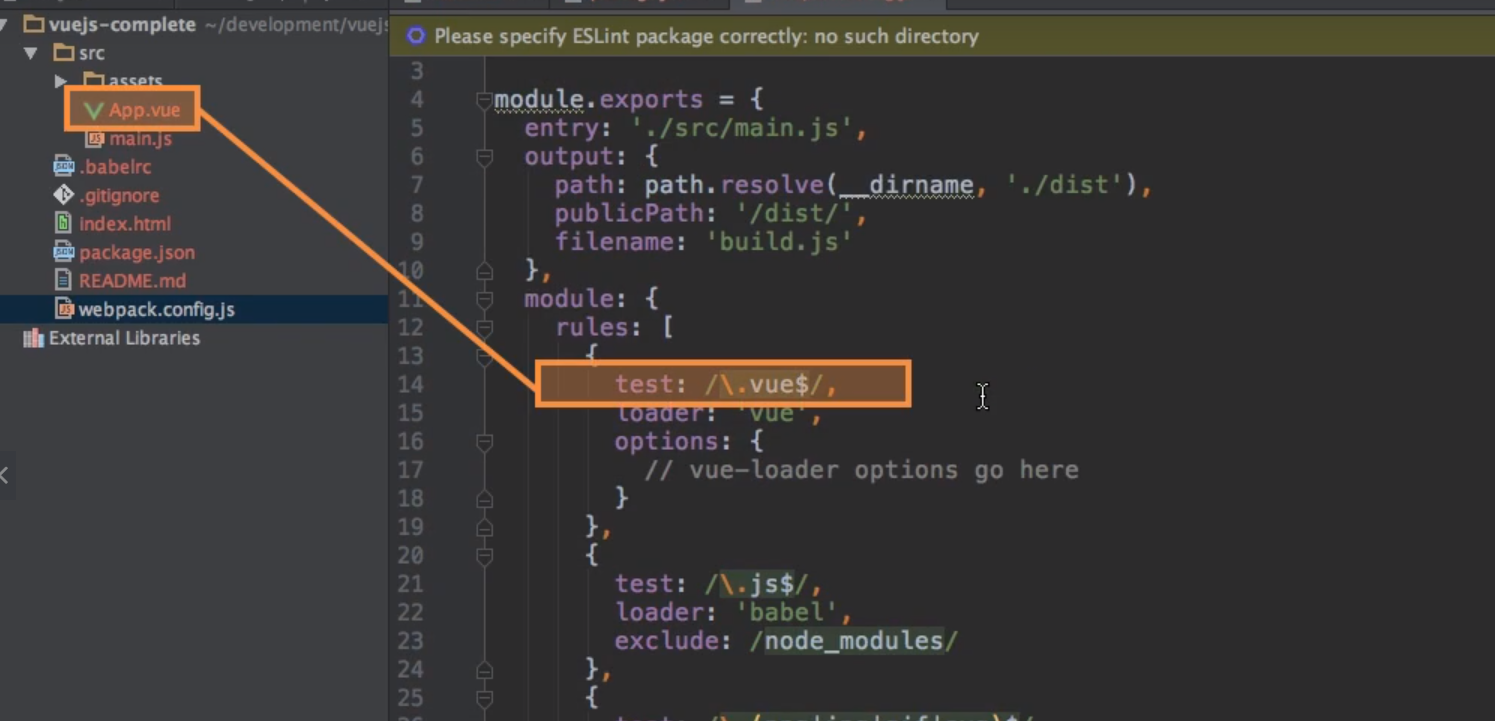 vuejs-complete ~/development/vuejs
src
assets
App.vue
main.js
.babelrc
.gitignore
index.html
package.json
README.md
webpack.config.js
External Libraries
Please specify ESLint package correctly: no such directory
3
4 module.exports = {
5 entry: './src/main.js',
6 output: {
7 path: path.resolve(__dirname, './dist'),
8 publicPath: '/dist/',
9 filename: 'build.js'
10 },
11 module: {
12 rules: [
13 {
14 test: /\.vue$/,
15 loader: 'vue',
16 options: {
17 // vue-loader options go here
18 }
19 },
20 {
21 test: /\.js$/,
22 loader: 'babel',
23 exclude: /node_modules/
24 },
25 {